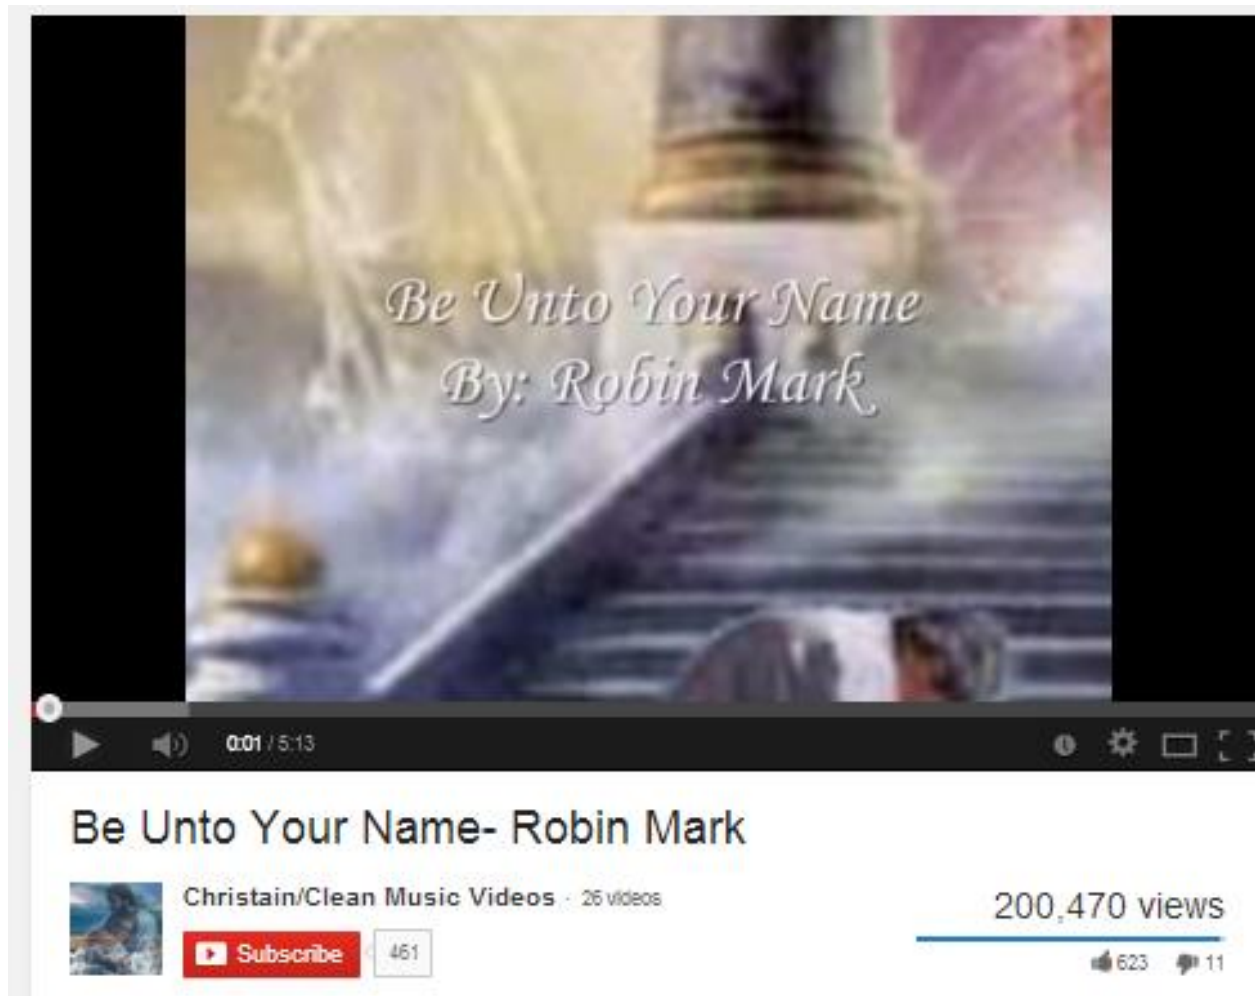 Be Unto Your Name
By: Robin Mark
0:01 / 5:13
Be Unto Your Name- Robin Mark
Christain/Clean Music Videos · 26 videos
200,470 views
Subscribe 461
623 11